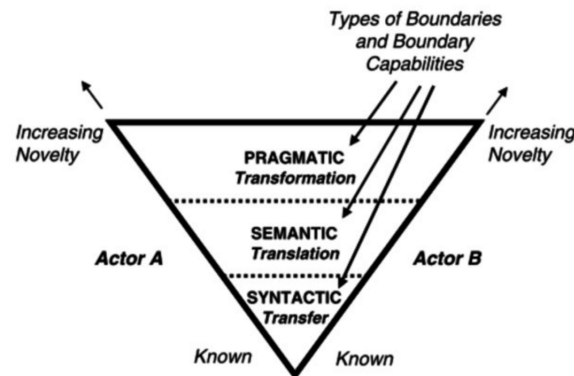 Types of Boundaries
and Boundary
Capabilities
Increasing
Novelty
Increasing
Novelty
PRAGMATIC
Transformation
SEMANTIC
Translation
Actor A
Actor B
SYNTACTIC
Transfer
Known
Known